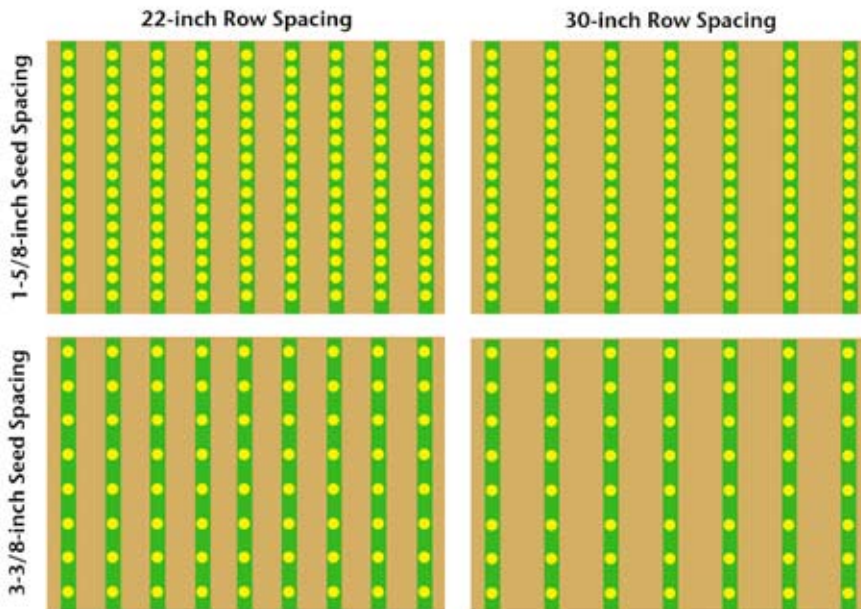 22-inch Row Spacing
30-inch Row Spacing
1-5/8-inch Seed Spacing
3-3/8-inch Seed Spacing